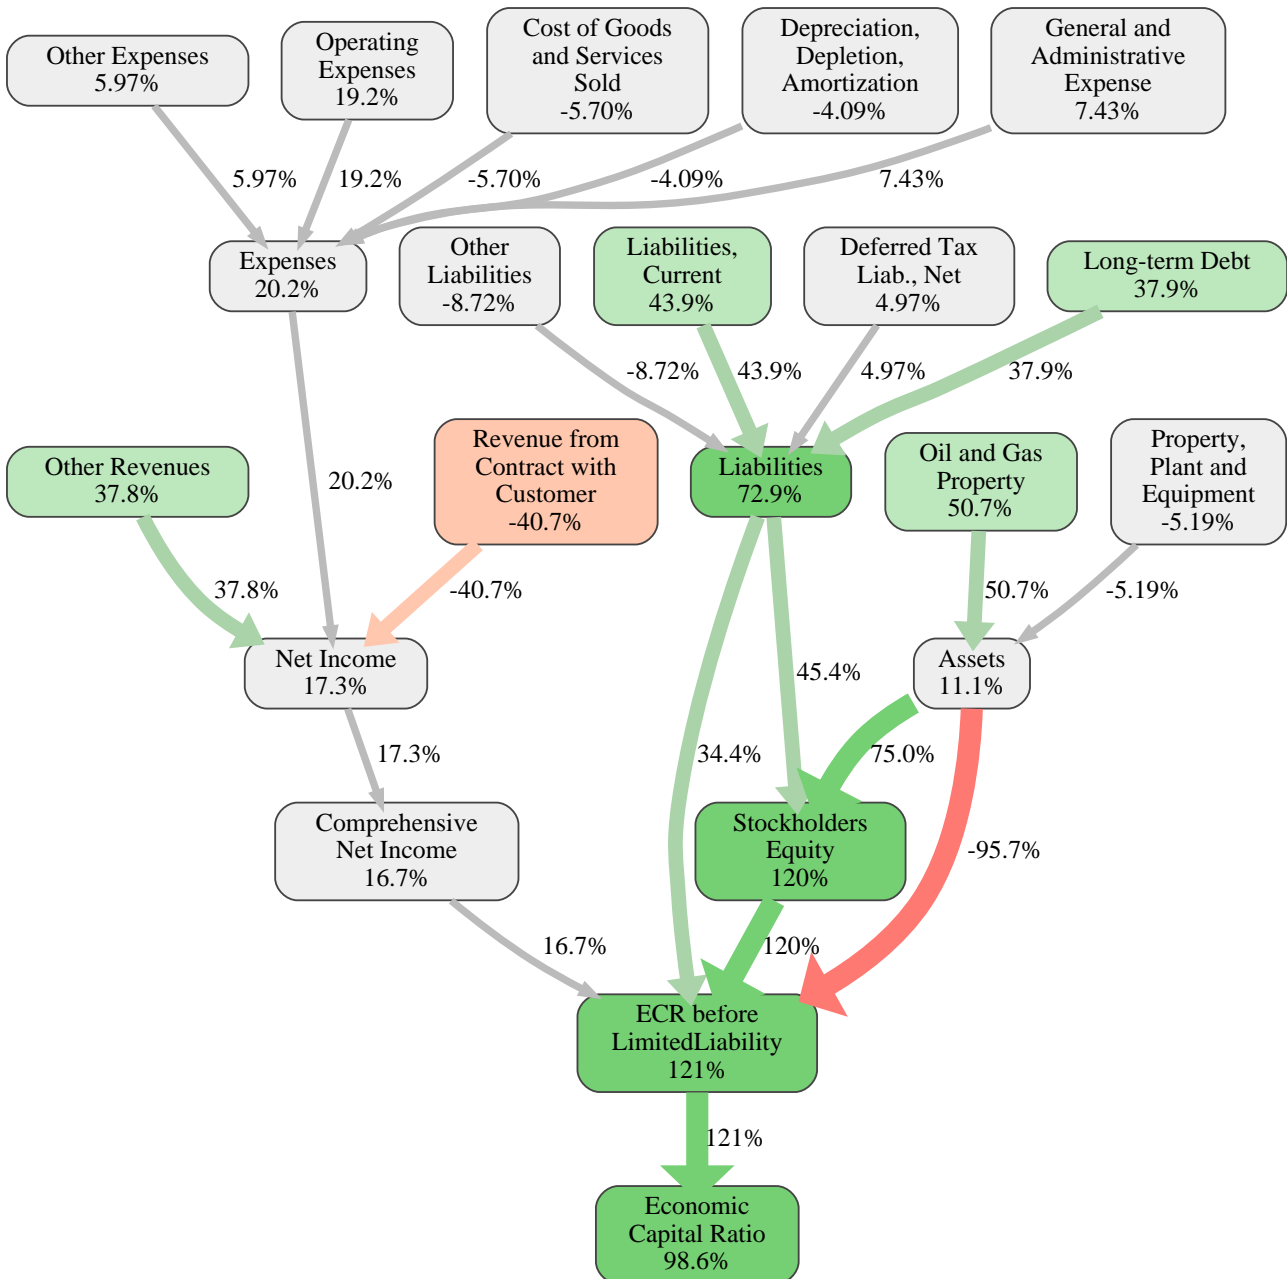 Other Expenses
5.97%
Operating
Expenses
19.2%
Cost of Goods
and Services
Sold
-5.70%
Depreciation,
Depletion,
Amortization
-4.09%
General and
Administrative
Expense
7.43%
5.97%
19.2%
-5.70%
-4.09%
7.43%
Expenses
20.2%
Other
Liabilities
-8.72%
Liabilities,
Current
43.9%
Deferred Tax
Liab., Net
4.97%
Long-term Debt
37.9%
-8.72%
43.9%
4.97%
37.9%
Other Revenues
37.8%
20.2%
Revenue from
Contract with
Customer
-40.7%
Liabilities
72.9%
Oil and Gas
Property
50.7%
Property,
Plant and
Equipment
-5.19%
37.8%
-40.7%
50.7%
-5.19%
Net Income
17.3%
45.4%
Assets
11.1%
17.3%
34.4%
75.0%
Comprehensive
Net Income
16.7%
Stockholders
Equity
120%
-95.7%
16.7%
120%
ECR before
LimitedLiability
121%
121%
Economic
Capital Ratio
98.6%